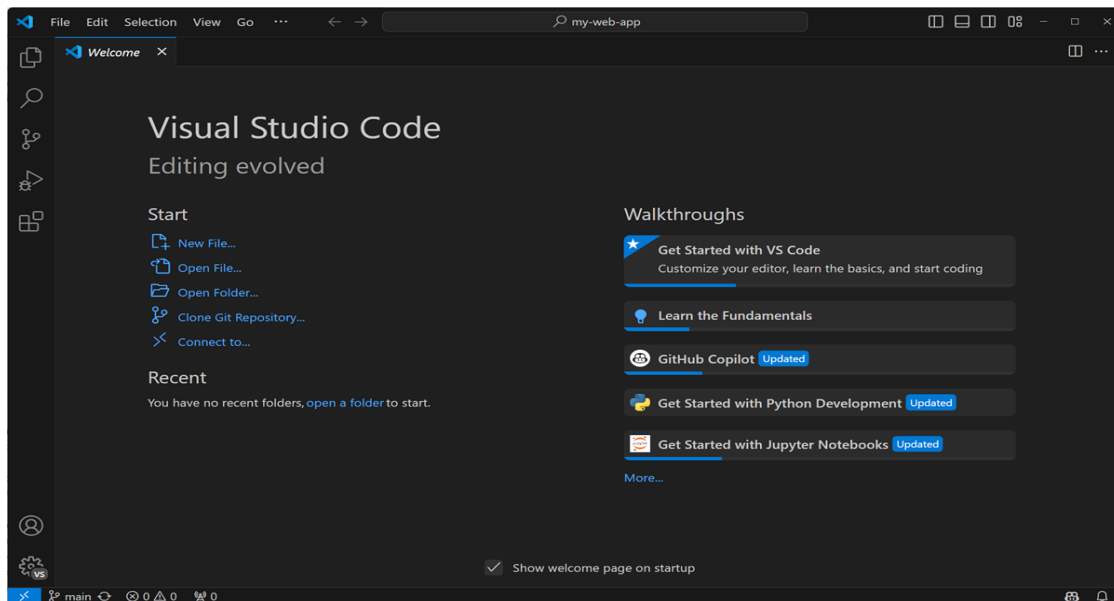 File Edit Selection View Go ··· my-web-app
Welcome
Visual Studio Code
Editing evolved
Start
New File...
Open File...
Open Folder...
Clone Git Repository...
Connect to...
Recent
You have no recent folders, open a folder to start.
Walkthroughs
Get Started with VS Code
Customize your editor, learn the basics, and start coding
Learn the Fundamentals
GitHub Copilot Updated
Get Started with Python Development Updated
Get Started with Jupyter Notebooks Updated
More...
VS
Show welcome page on startup
main 0 0 0